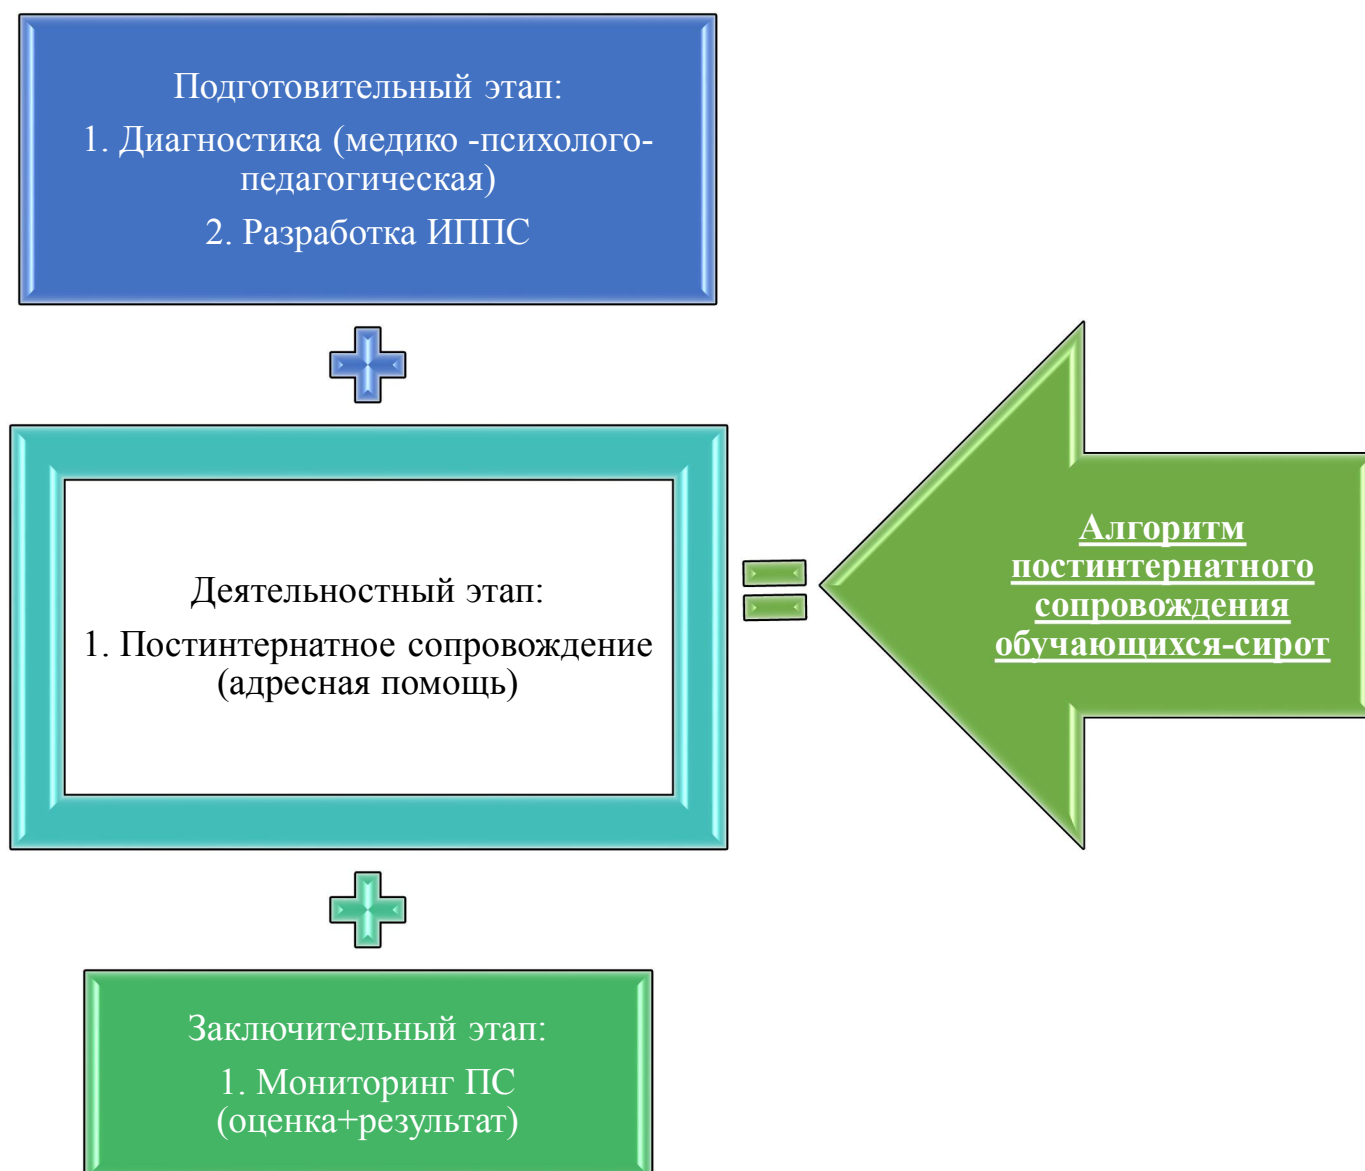 Подготовительный этап:
1. Диагностика (медико -психолого-
педагогическая)
2. Разработка ИППС
Деятельностный этап:
1. Постинтернатное сопровождение
(адресная помощь)
Алгоритм
постинтернатного
сопровождения
обучающихся-сирот
Заключительный этап:
1. Мониторинг ПС
(оценка+результат)